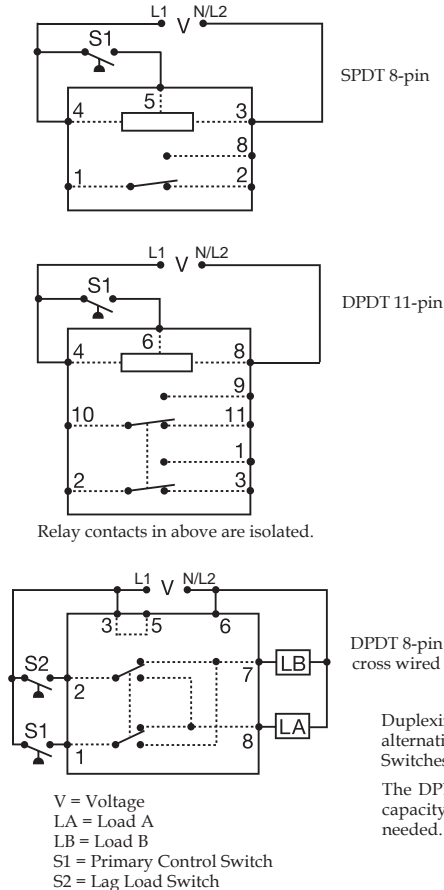 L1 V N/L2
S1
SPDT 8-pin
4 5 3
8
1 2
L1 V N/L2
S1
DPDT 11-pin
4 6 8
9
10 11
1
2 3
Relay contacts in above are isolated.
L1 V N/L2
3 5 6
DPDT 8-pin
cross wired
S2 2 7 LB
S1 1 8 LA
Duplexi
alternati
Switches
The DP
capacity
needed.
V = Voltage
LA = Load A
LB = Load B
S1 = Primary Control Switch
S2 = Lag Load Switch